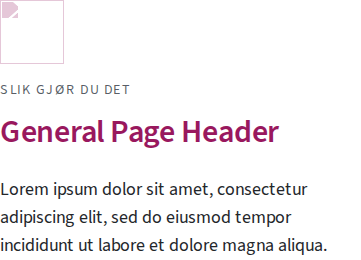 SLIK GJØR DU DET
General Page Header
Lorem ipsum dolor sit amet, consectetur
adipiscing elit, sed do eiusmod tempor
incididunt ut labore et dolore magna aliqua.